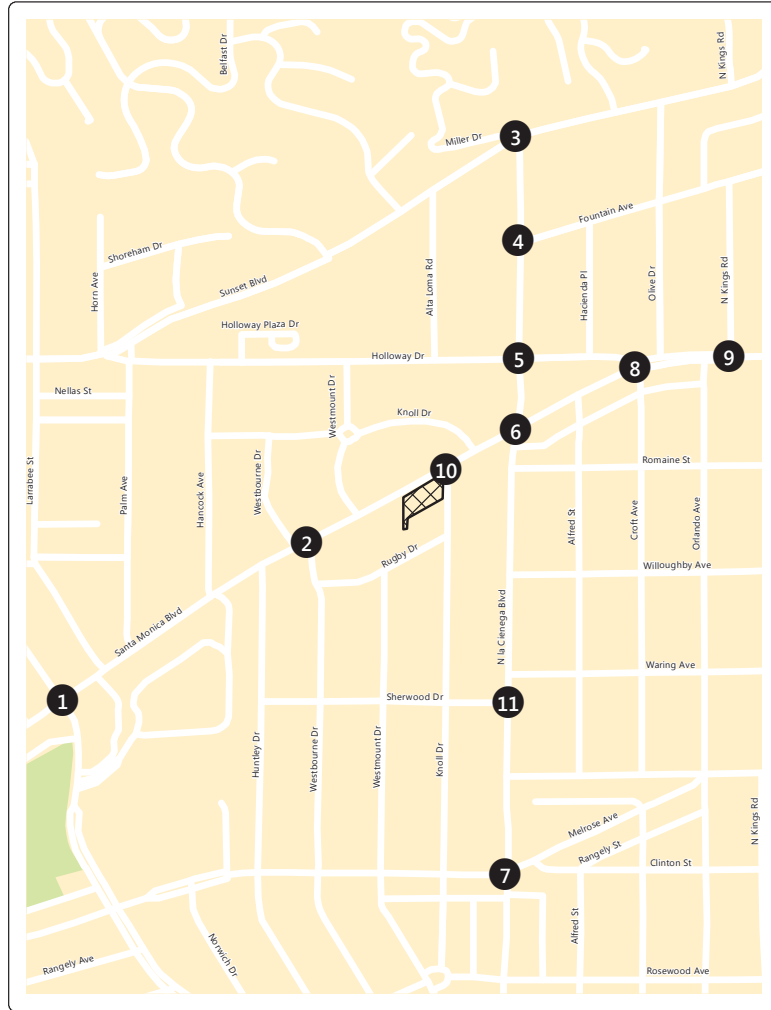 Belfast Dr
N Kings Rd
Miller Dr
3
Fountain Ave
4
Shoreham Dr
Horn Ave
Sunset Blvd
Alta Loma Rd
Hacienda Pl
Olive Dr
N Kings Rd
Holloway Plaza Dr
Holloway Dr
5
8
9
Nellas St
Westmount Dr
Knoll Dr
6
Larrabee St
Palm Ave
Hancock Ave
Westbourne Dr
10
Romaine St
Alfred St
Croft Ave
Orlando Ave
2
Rugby Dr
Willoughby Ave
Santa Monica Blvd
N la Cienega Blvd
Waring Ave
1
Sherwood Dr
11
Huntley Dr
Westbourne Dr
Westmount Dr
Knoll Dr
Melrose Ave
N Kings Rd
Rangely St
7
Clinton St
Alfred St
Norwich Dr
Rangely Ave
Rosewood Ave